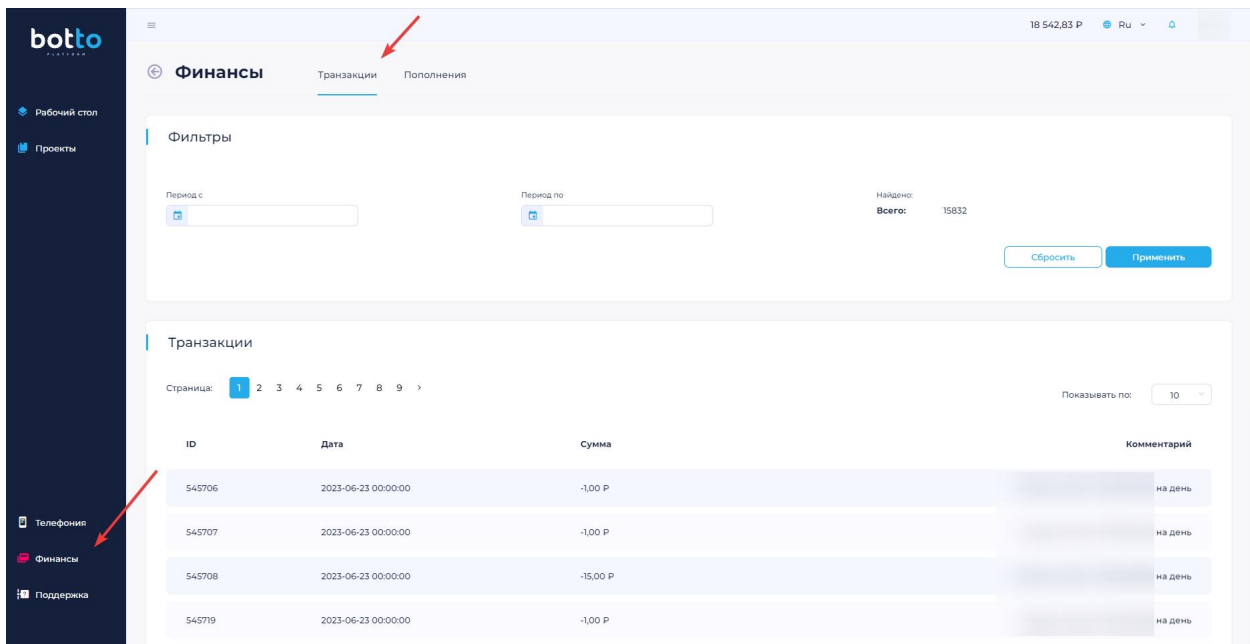 botto
PLATFORM
18 542,83 ₽ Ru
Финансы Транзакции Пополнения
Рабочий стол
Проекты
Фильтры
Период с Период по Найдено:
Всего: 15832
Сбросить Применить
Транзакции
Страница: 1 2 3 4 5 6 7 8 9 >
Показывать по: 10
ID Дата Сумма Комментарий
545706 2023-06-23 00:00:00 -1,00 ₽ на день
545707 2023-06-23 00:00:00 -1,00 ₽ на день
545708 2023-06-23 00:00:00 -15,00 ₽ на день
545719 2023-06-23 00:00:00 -1,00 ₽ на день
Телефония
Финансы
Поддержка